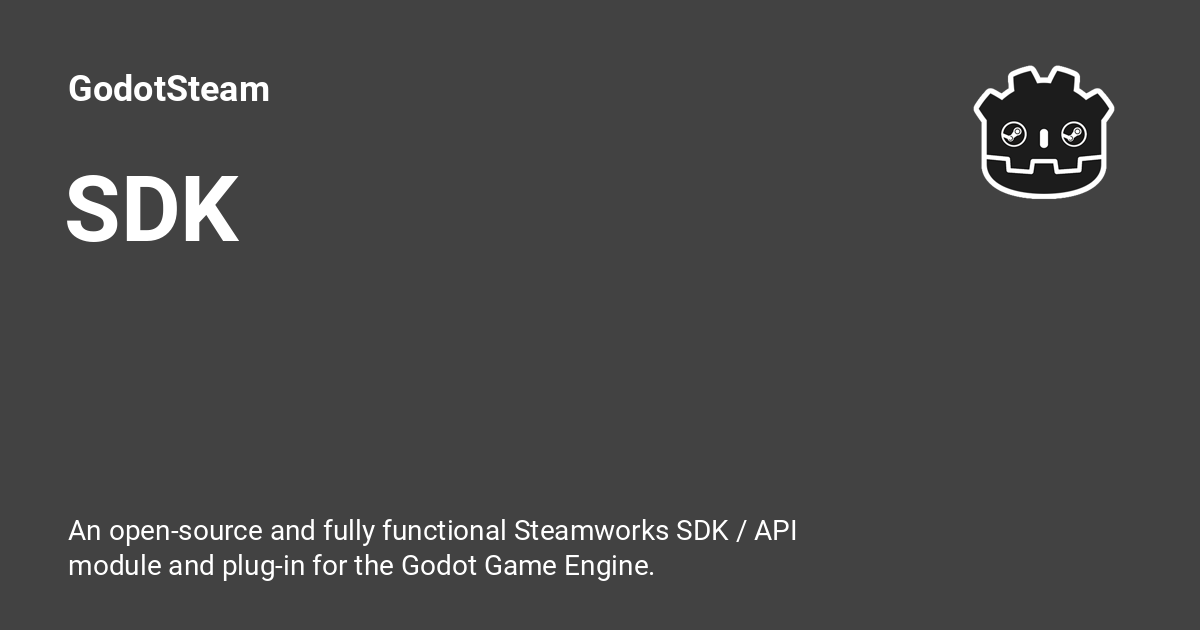 GodotSteam
SDK
An open-source and fully functional Steamworks SDK / API
module and plug-in for the Godot Game Engine.